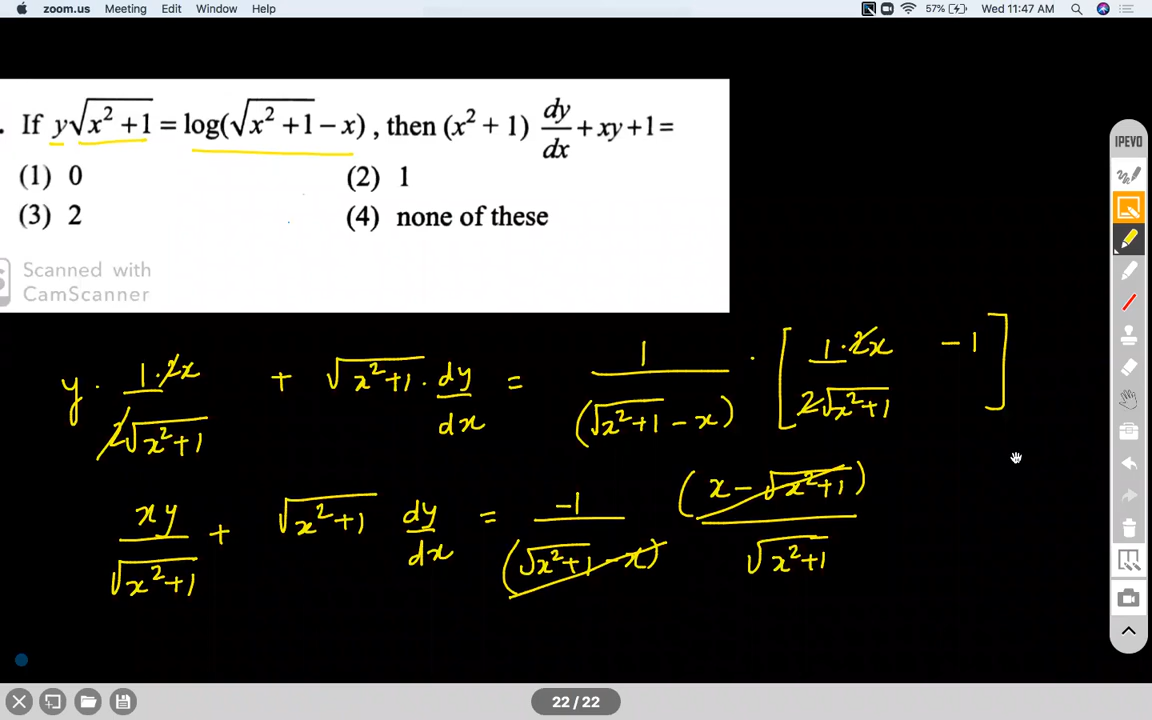 zoom.us Meeting Edit Window Help 57% Wed 11:47 AM
. If y√(x² + 1) = log(√(x² + 1) − x), then (x² + 1) dy/dx + xy + 1 =
(1) 0 (2) 1
(3) 2 (4) none of these
S Scanned with
CamScanner
IPEVO
y · 1·2x/2√(x²+1) + √(x²+1) · dy/dx = 1/(√(x²+1) − x) · [1·2x/2√(x²+1) − 1]
xy/√(x²+1) + √(x²+1) dy/dx = −1/(√(x²+1) − x) (x − √(x²+1))/√(x²+1)
22 / 22